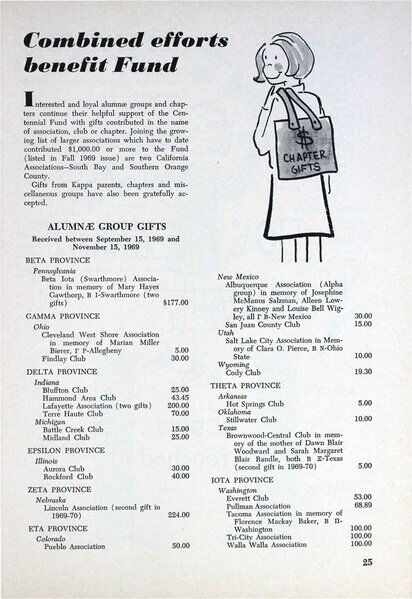 Combined efforts
benefit Fund
Interested and loyal alumnæ groups and chap-
ters continue their helpful support of the Cen-
tennial Fund with gifts contributed in the name
of association, club or chapter. Joining the grow-
ing list of larger associations which have to date
contributed $1,000.00 or more to the Fund
(listed in Fall 1969 issue) are two California
Associations—South Bay and Southern Orange
County.
Gifts from Kappa parents, chapters and mis-
cellaneous groups have also been gratefully ac-
cepted.
$
CHAPTER
GIFTS
ALUMNÆ GROUP GIFTS
Received between September 15, 1969 and
November 15, 1969
BETA PROVINCE
Pennsylvania
Beta Iota (Swarthmore) Associa-
tion in memory of Mary Hayes
Gawthorp, B I-Swarthmore (two
gifts) $177.00
GAMMA PROVINCE
Ohio
Cleveland West Shore Association
in memory of Marian Miller
Bierer, Γ P-Allegheny 5.00
Findlay Club 30.00
DELTA PROVINCE
Indiana
Bluffton Club 25.00
Hammond Area Club 43.45
Lafayette Association (two gifts) 200.00
Terre Haute Club 70.00
Michigan
Battle Creek Club 15.00
Midland Club 25.00
EPSILON PROVINCE
Illinois
Aurora Club 30.00
Rockford Club 40.00
ZETA PROVINCE
Nebraska
Lincoln Association (second gift in
1969-70) 224.00
ETA PROVINCE
Colorado
Pueblo Association 50.00
New Mexico
Albuquerque Association (Alpha
group) in memory of Josephine
McManus Salzman, Alleen Low-
ery Kinney and Louise Bell Wig-
ley, all Γ B-New Mexico 30.00
San Juan County Club 15.00
Utah
Salt Lake City Association in Mem-
ory of Clara O. Pierce, B N-Ohio
State 10.00
Wyoming
Cody Club 19.30
THETA PROVINCE
Arkansas
Hot Springs Club 5.00
Oklahoma
Stillwater Club 10.00
Texas
Brownwood-Central Club in mem-
ory of the mother of Dawn Blair
Woodward and Sarah Margaret
Blair Randle, both B Ξ-Texas
(second gift in 1969-70) 5.00
IOTA PROVINCE
Washington
Everett Club 53.00
Pullman Association 68.89
Tacoma Association in memory of
Florence Mackay Baker, B Π-
Washington 100.00
Tri-City Association 100.00
Walla Walla Association 100.00
25